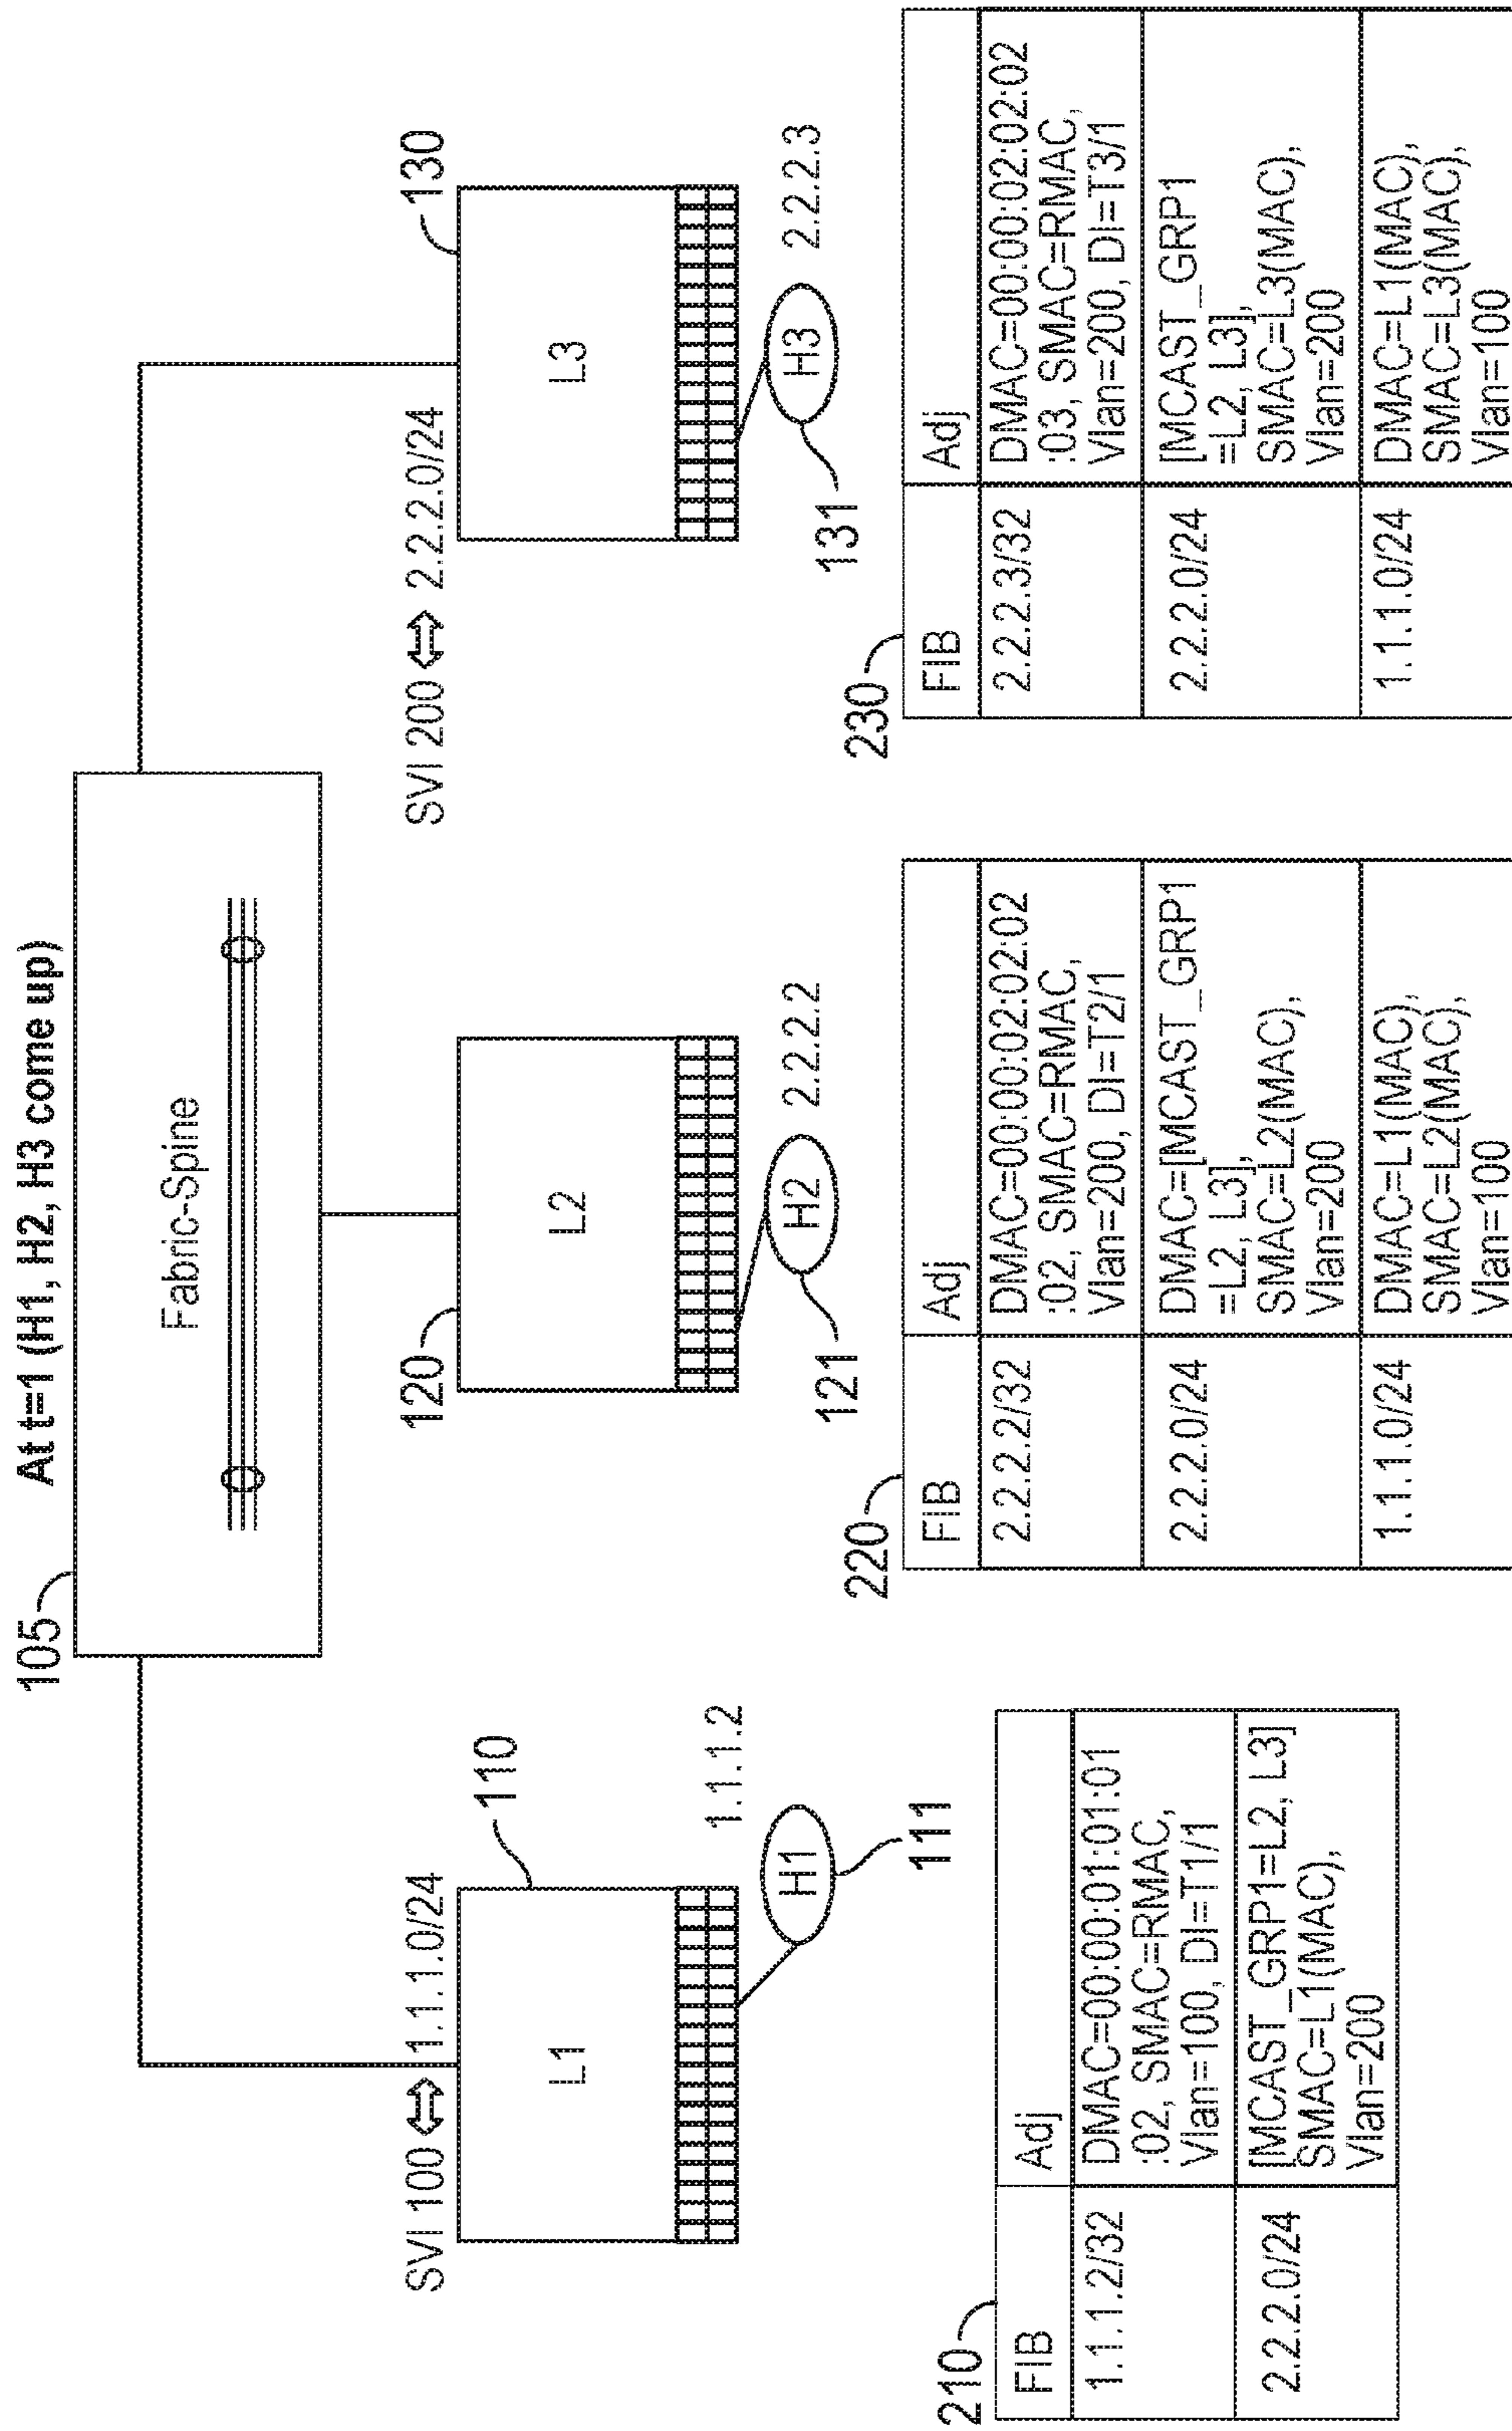 At t=1 (H1, H2, H3 come up)
105
Fabric-Spine
SVI 100 ⇔ 1.1.1.0/24
110
L1
H1
1.1.1.2
111
120
L2
H2
2.2.2.2
121
SVI 200 ⇔ 2.2.2.0/24
130
L3
H3
2.2.2.3
131
210
FIB
Adj
1.1.1.2/32
DMAC=00:00:01:01:01
:02, SMAC=RMAC,
Vlan=100, DI=T1/1
2.2.2.0/24
[MCAST_GRP1=L2, L3]
SMAC=L1(MAC),
Vlan=200
220
FIB
Adj
2.2.2.2/32
DMAC=00:00:02:02:02
:02, SMAC=RMAC,
Vlan=200, DI=T2/1
2.2.2.0/24
DMAC=[MCAST_GRP1
=L2, L3],
SMAC=L2(MAC),
Vlan=200
1.1.1.0/24
DMAC=L1(MAC),
SMAC=L2(MAC),
Vlan=100
230
FIB
Adj
2.2.2.3/32
DMAC=00:00:02:02:02
:03, SMAC=RMAC,
Vlan=200, DI=T3/1
2.2.2.0/24
[MCAST_GRP1
=L2, L3],
SMAC=L3(MAC),
Vlan=200
1.1.1.0/24
DMAC=L1(MAC),
SMAC=L3(MAC),
Vlan=100